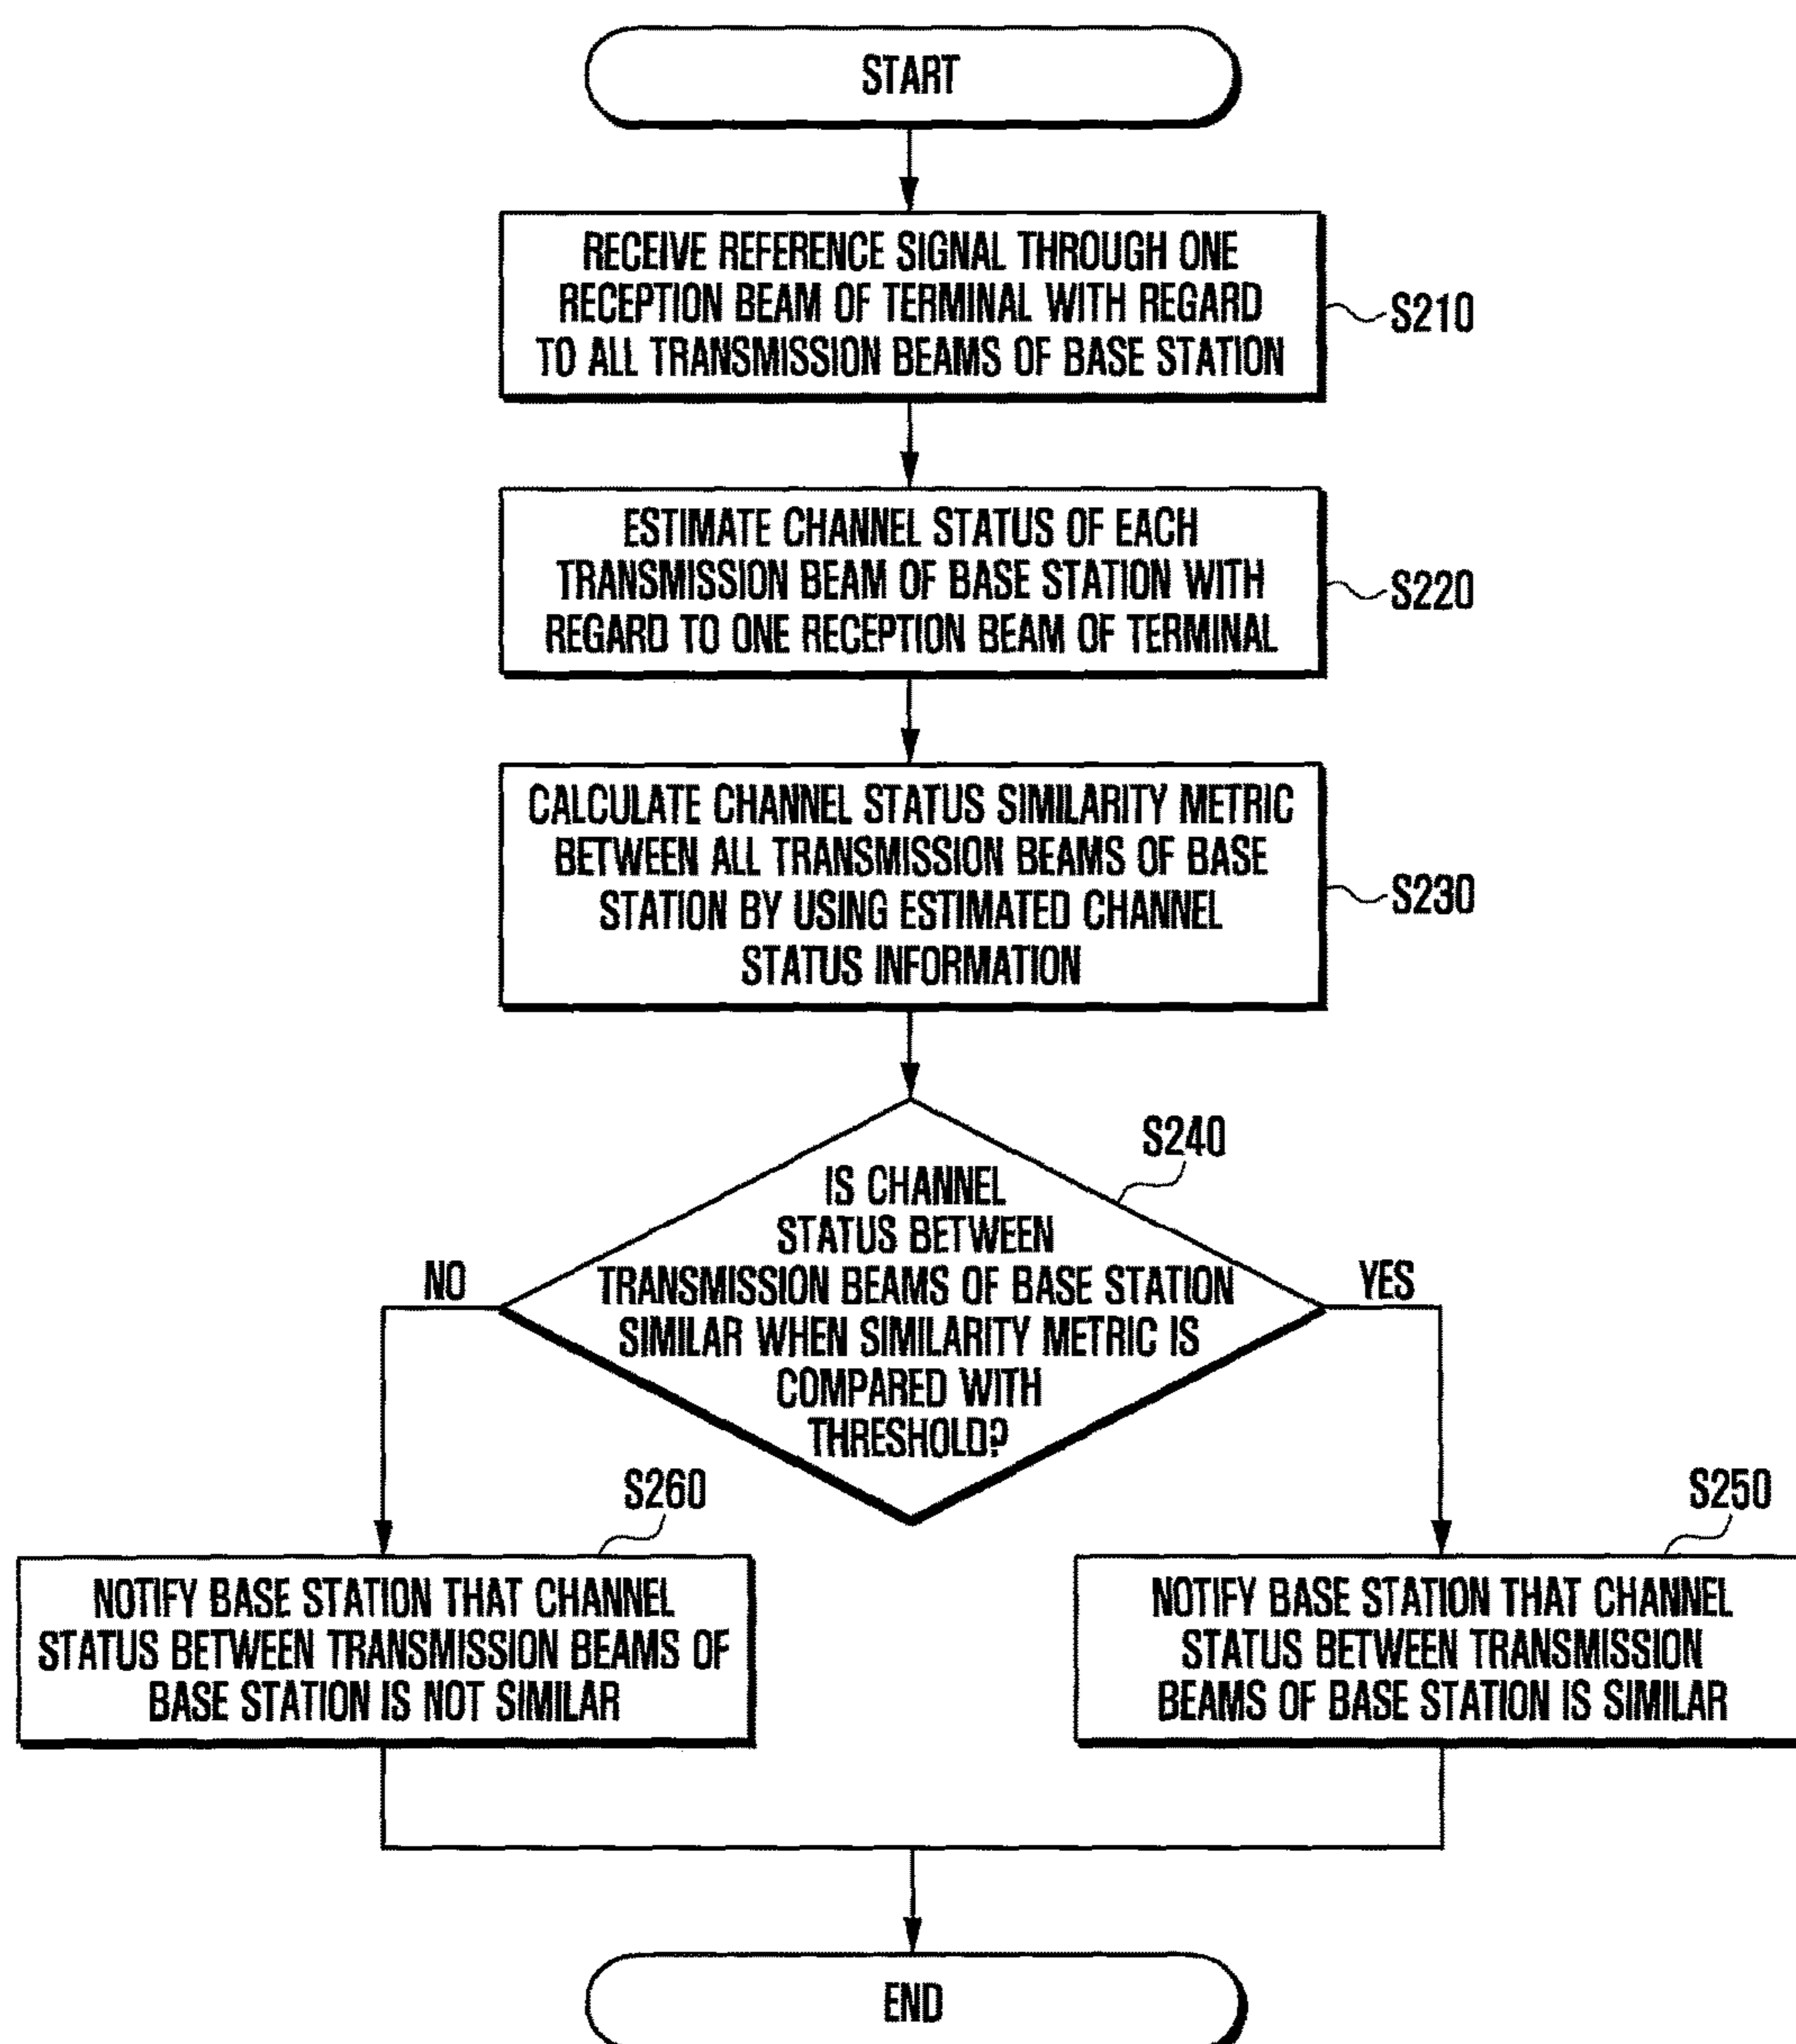 START
RECEIVE REFERENCE SIGNAL THROUGH ONE
RECEPTION BEAM OF TERMINAL WITH REGARD
TO ALL TRANSMISSION BEAMS OF BASE STATION
S210
ESTIMATE CHANNEL STATUS OF EACH
TRANSMISSION BEAM OF BASE STATION WITH
REGARD TO ONE RECEPTION BEAM OF TERMINAL
S220
CALCULATE CHANNEL STATUS SIMILARITY METRIC
BETWEEN ALL TRANSMISSION BEAMS OF BASE
STATION BY USING ESTIMATED CHANNEL
STATUS INFORMATION
S230
S240
IS CHANNEL
STATUS BETWEEN
TRANSMISSION BEAMS OF BASE STATION
SIMILAR WHEN SIMILARITY METRIC IS
COMPARED WITH
THRESHOLD?
NO
YES
S260
NOTIFY BASE STATION THAT CHANNEL
STATUS BETWEEN TRANSMISSION BEAMS OF
BASE STATION IS NOT SIMILAR
S250
NOTIFY BASE STATION THAT CHANNEL
STATUS BETWEEN TRANSMISSION
BEAMS OF BASE STATION IS SIMILAR
END